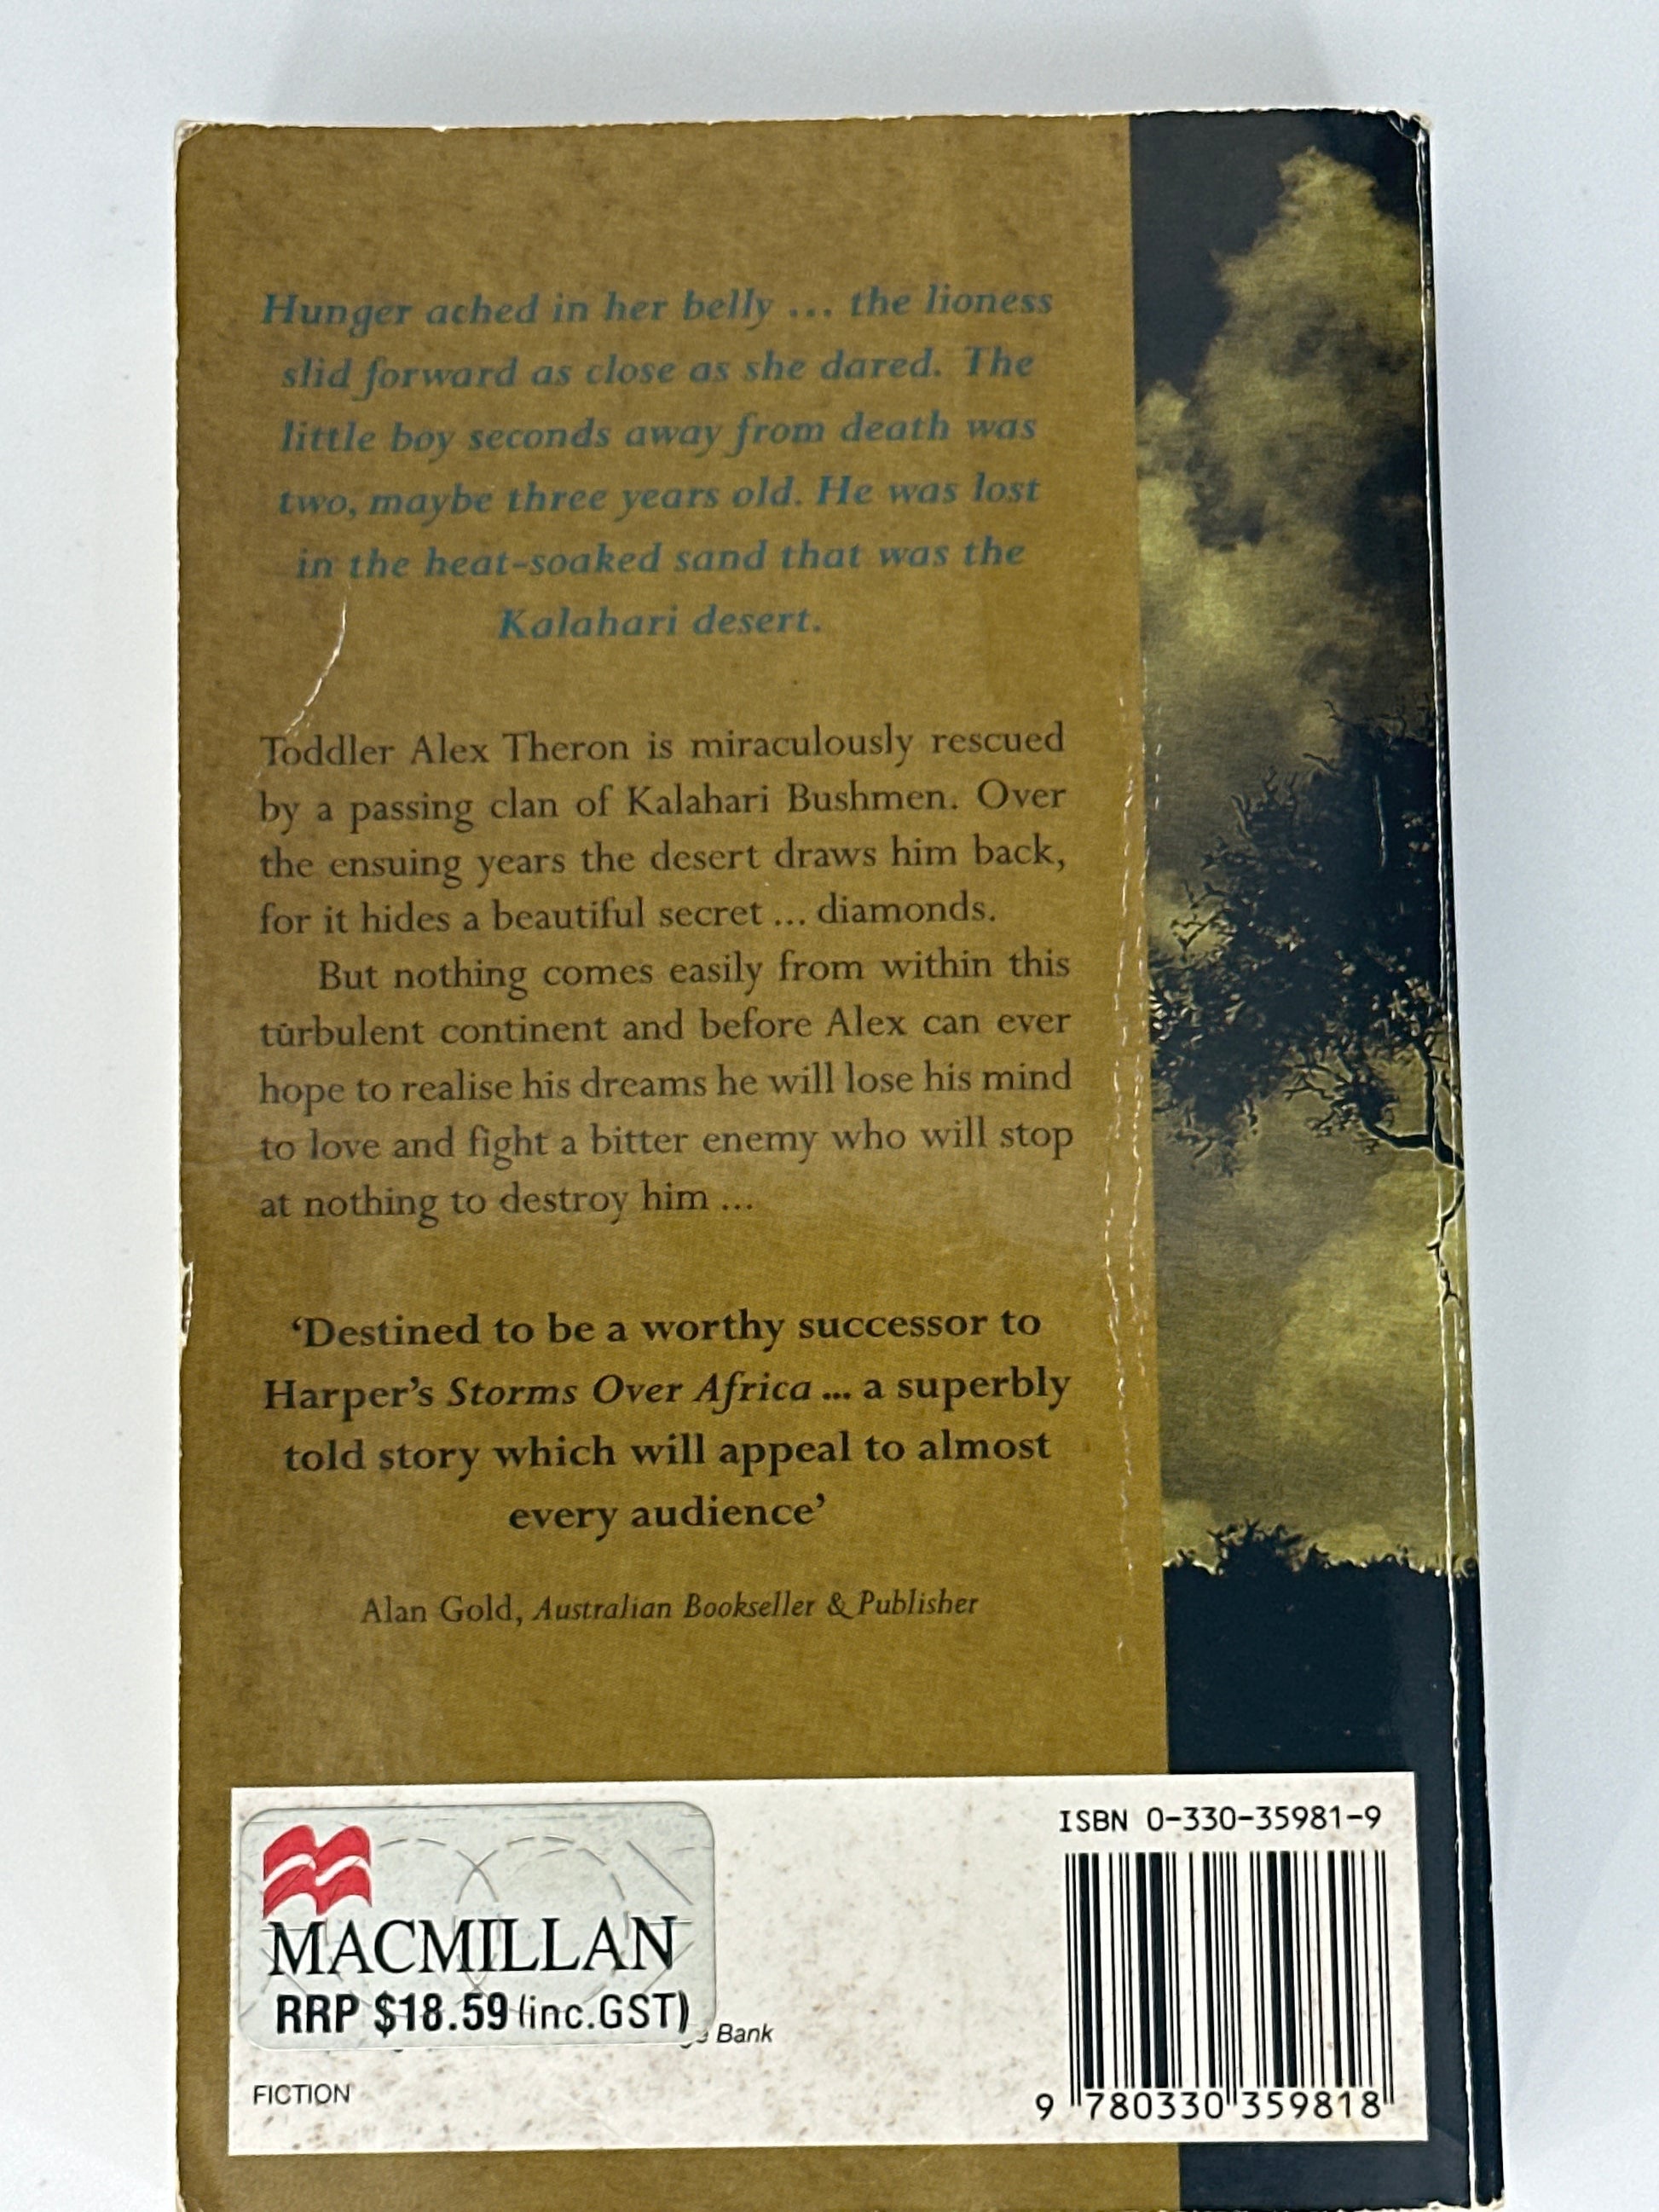 Hunger ached in her belly ... the lioness
slid forward as close as she dared. The
little boy seconds away from death was
two, maybe three years old. He was lost
in the heat-soaked sand that was the
Kalahari desert.
Toddler Alex Theron is miraculously rescued
by a passing clan of Kalahari Bushmen. Over
the ensuing years the desert draws him back,
for it hides a beautiful secret ... diamonds.
But nothing comes easily from within this
turbulent continent and before Alex can ever
hope to realise his dreams he will lose his mind
to love and fight a bitter enemy who will stop
at nothing to destroy him ...
‘Destined to be a worthy successor to
Harper’s Storms Over Africa ... a superbly
told story which will appeal to almost
every audience’
Alan Gold, Australian Bookseller & Publisher
MACMILLAN
RRP $18.59 (inc.GST)
Bank
FICTION
ISBN 0-330-35981-9
9 780330 359818